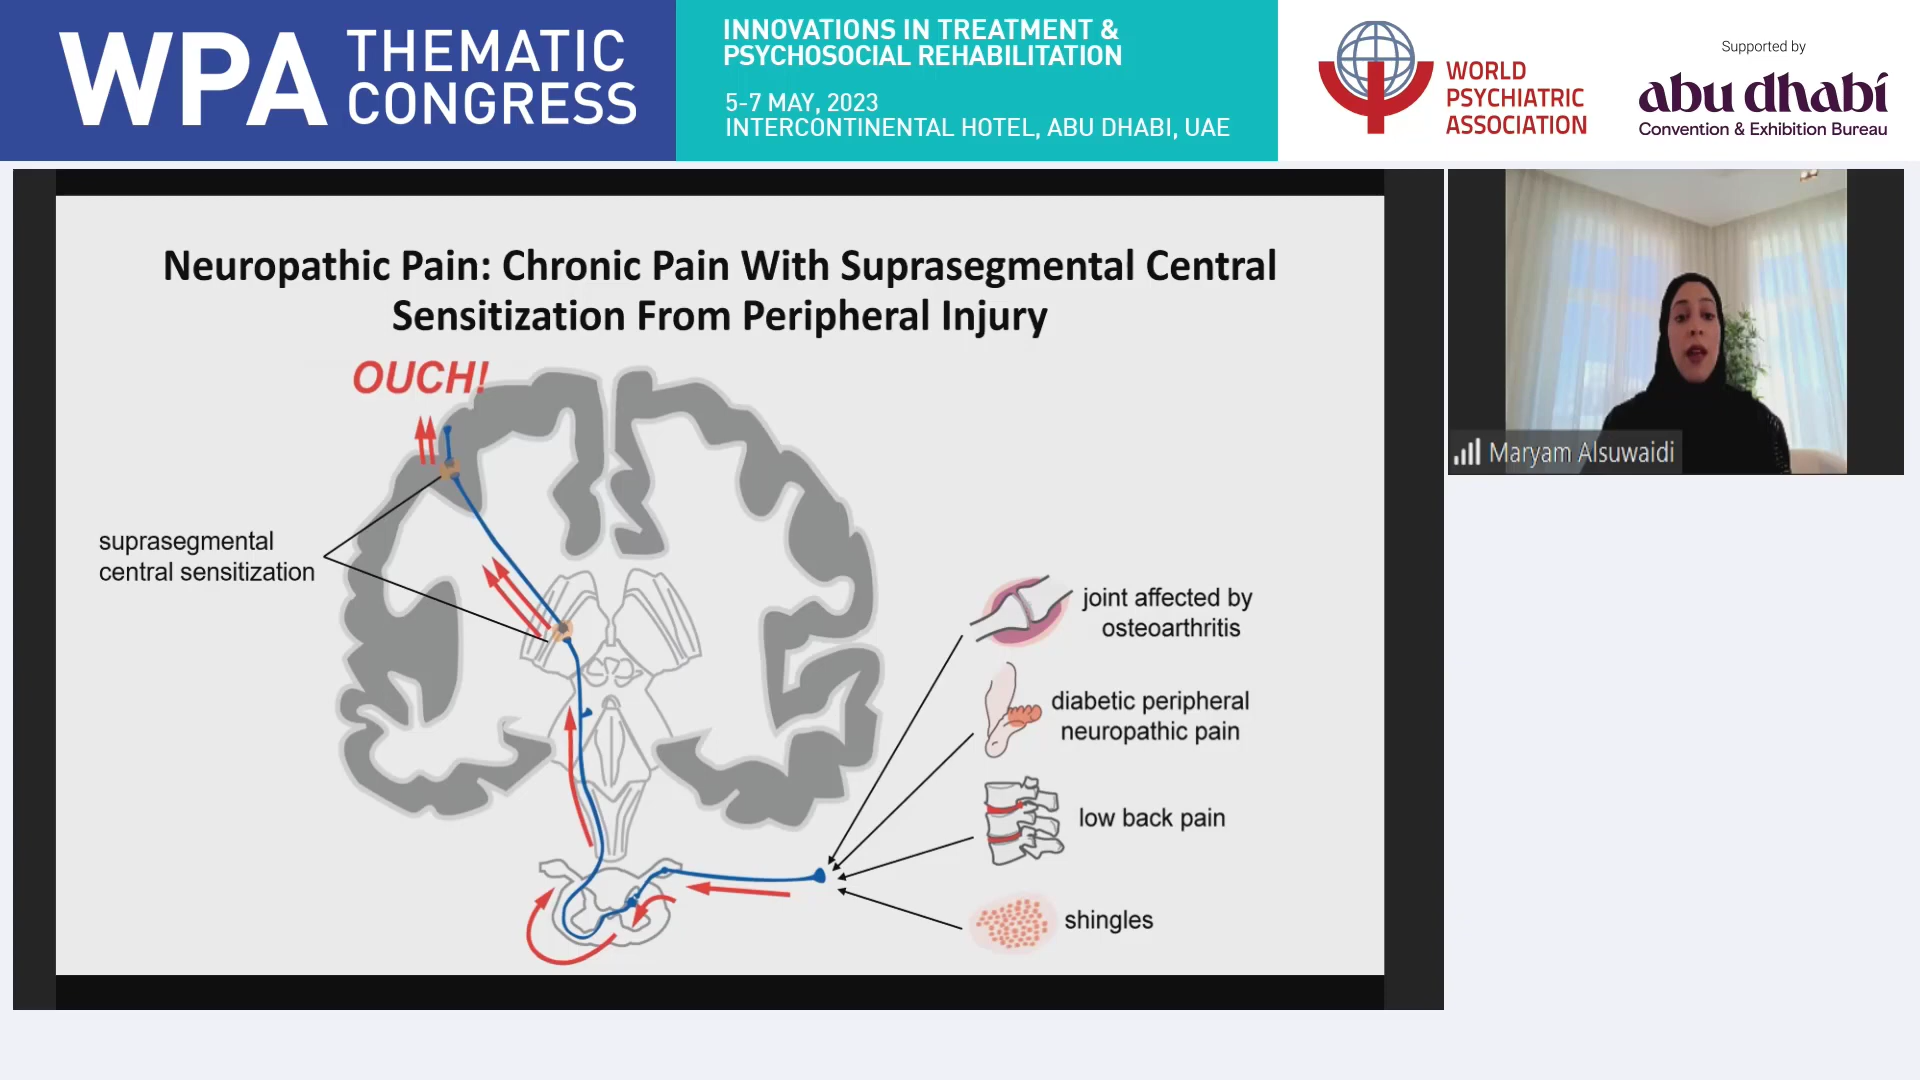 WPA THEMATIC
CONGRESS
INNOVATIONS IN TREATMENT &
PSYCHOSOCIAL REHABILITATION
5-7 MAY, 2023
INTERCONTINENTAL HOTEL, ABU DHABI, UAE
WORLD
PSYCHIATRIC
ASSOCIATION
Supported by
abu dhabi
Convention & Exhibition Bureau
Neuropathic Pain: Chronic Pain With Suprasegmental Central
Sensitization From Peripheral Injury
OUCH!
suprasegmental
central sensitization
joint affected by
osteoarthritis
diabetic peripheral
neuropathic pain
low back pain
shingles
Maryam Alsuwaidi